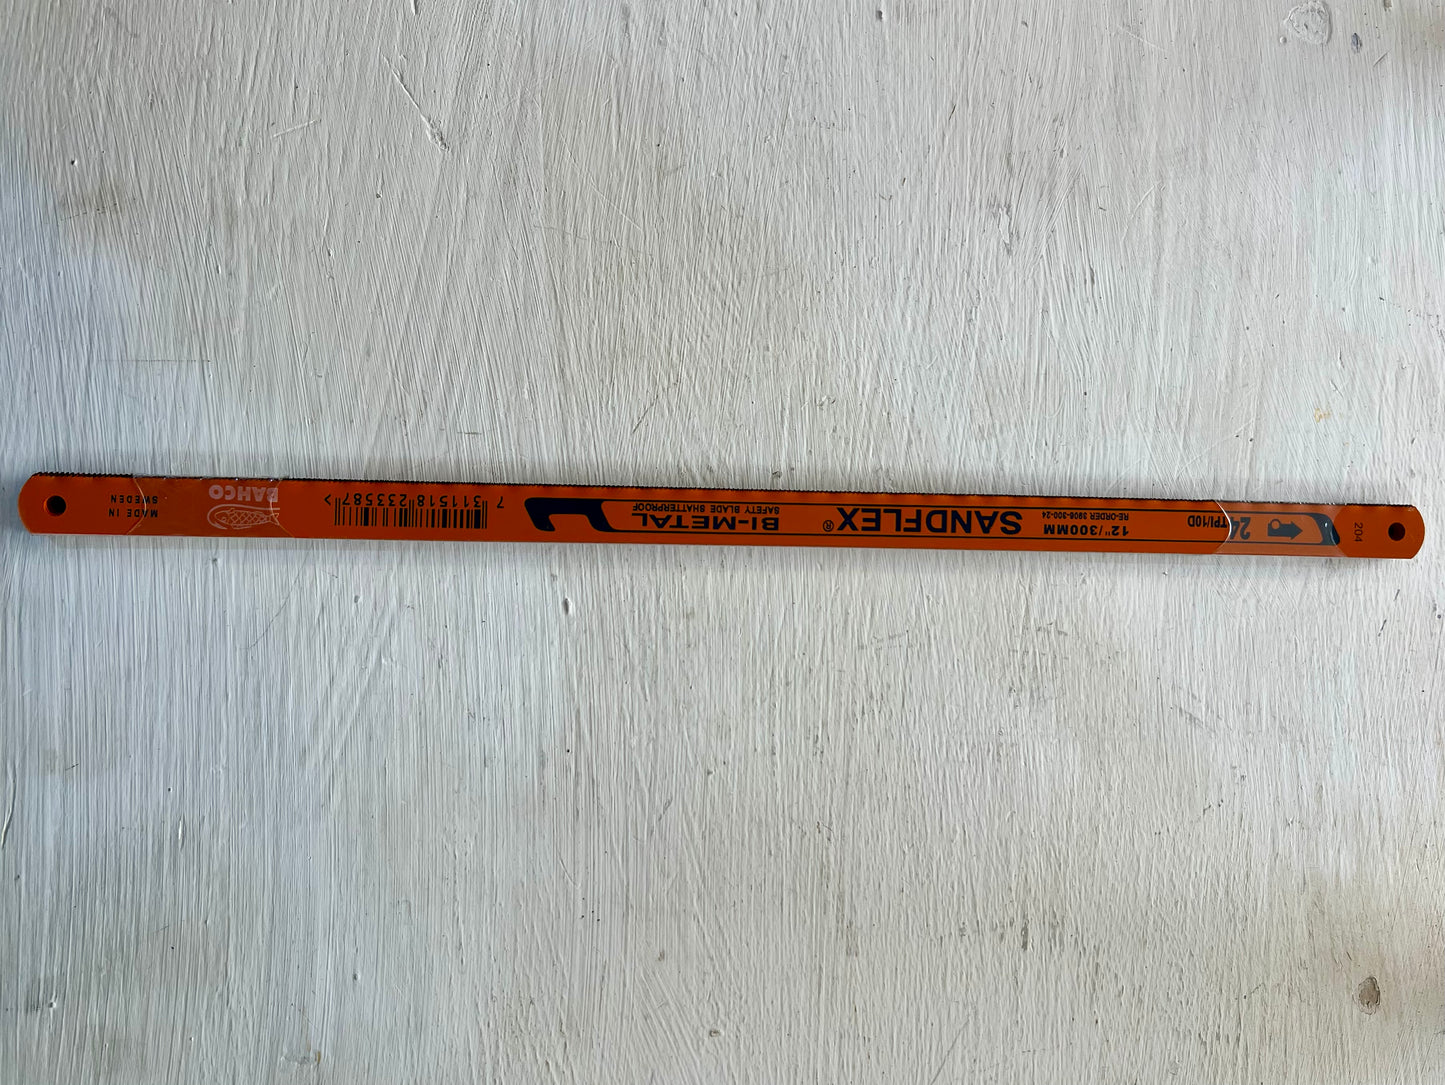 204
24
TPI/10D
12"/300MM
RE-ORDER 3906-300-24
SANDFLEX®
BI-METAL
SAFETY BLADE SHATTERPROOF
7 311518 233587 >
BAHCO
MADE IN
SWEDEN